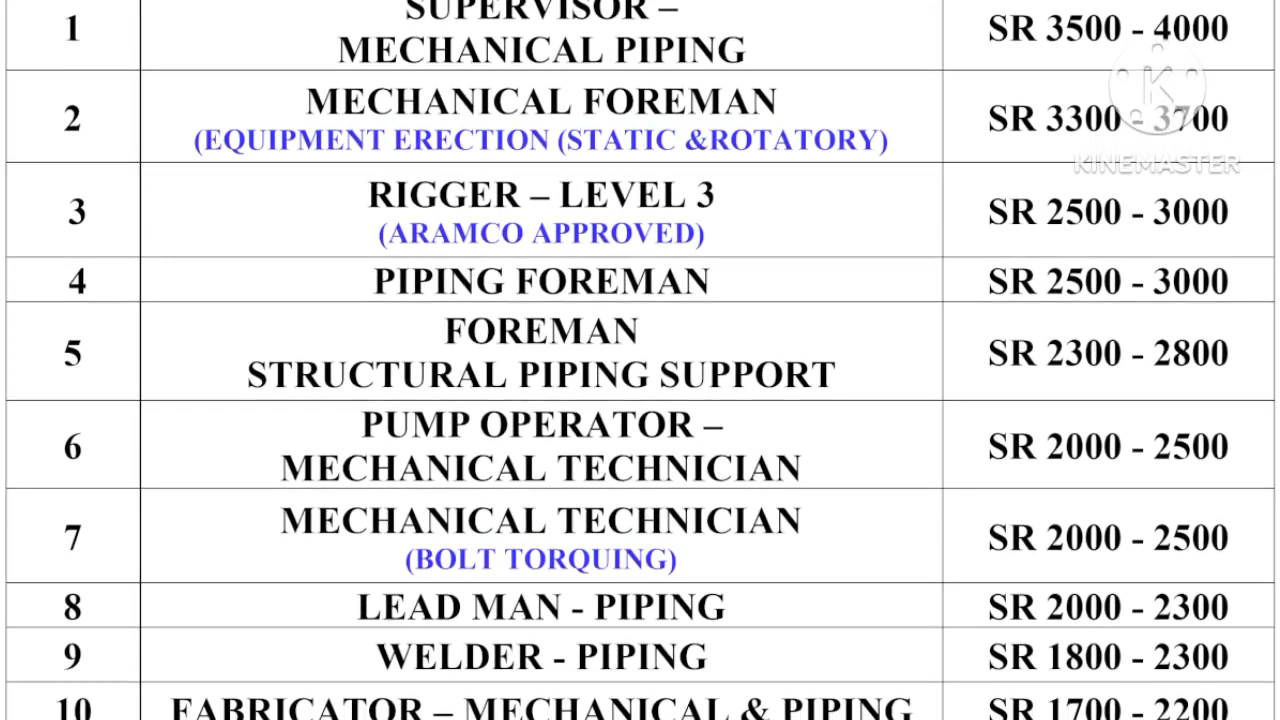 1 SUPERVISOR – SR 3500 - 4000
MECHANICAL PIPING
2 MECHANICAL FOREMAN SR 3300 - 3700
(EQUIPMENT ERECTION (STATIC &ROTATORY)
KINEMASTER
3 RIGGER – LEVEL 3 SR 2500 - 3000
(ARAMCO APPROVED)
4 PIPING FOREMAN SR 2500 - 3000
5 FOREMAN SR 2300 - 2800
STRUCTURAL PIPING SUPPORT
6 PUMP OPERATOR – SR 2000 - 2500
MECHANICAL TECHNICIAN
7 MECHANICAL TECHNICIAN SR 2000 - 2500
(BOLT TORQUING)
8 LEAD MAN - PIPING SR 2000 - 2300
9 WELDER - PIPING SR 1800 - 2300
10 FABRICATOR – MECHANICAL & PIPING SR 1700 - 2200